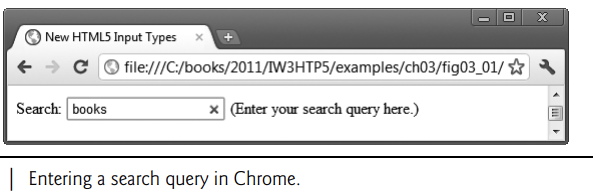 New HTML5 Input Types
file:///C:/books/2011/IW3HTP5/examples/ch03/fig03_01/
Search: books (Enter your search query here.)
| Entering a search query in Chrome.